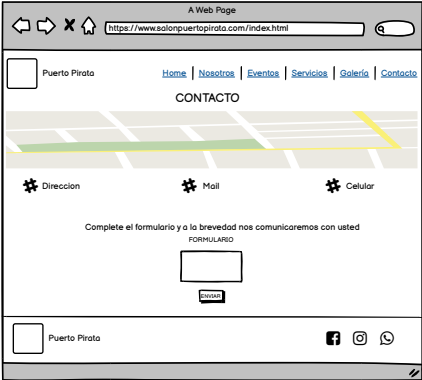 A Web Page
https://www.salonpuertopirata.com/index.html
Puerto Pirata
Home | Nosotros | Eventos | Servicios | Galería | Contacto
CONTACTO
Direccion
Mail
Celular
Complete el formulario y a la brevedad nos comunicaremos con usted
FORMULARIO
ENVIAR
Puerto Pirata